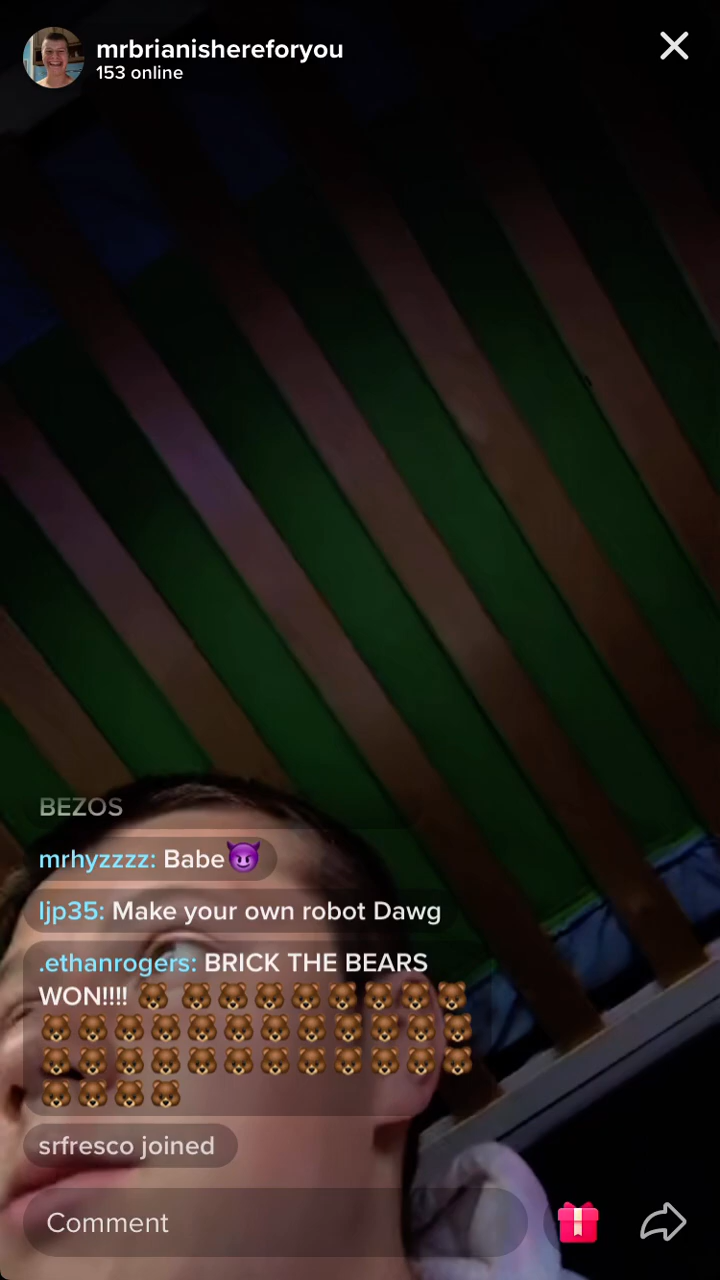 mrbrianishereforyou
153 online
BEZOS
mrhyzzzz: Babe😈
ljp35: Make your own robot Dawg
.ethanrogers: BRICK THE BEARS
WON!!!! 🐻 🐻🐻🐻🐻🐻🐻🐻🐻
🐻🐻🐻🐻🐻🐻🐻🐻🐻🐻🐻🐻
🐻🐻🐻🐻🐻🐻🐻🐻🐻🐻🐻🐻
🐻🐻🐻🐻
srfresco joined
Comment